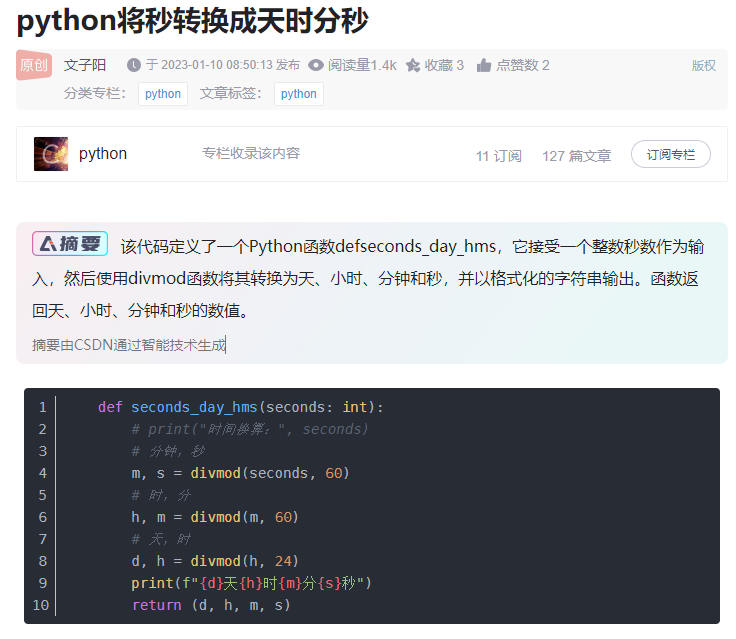 python将秒转换成天时分秒
原创 文子阳 于 2023-01-10 08:50:13 发布 阅读量1.4k 收藏 3 点赞数 2 版权
分类专栏： python 文章标签： python
python 专栏收录该内容 11 订阅 127 篇文章 订阅专栏
摘要 该代码定义了一个Python函数defseconds_day_hms，它接受一个整数秒数作为输
入，然后使用divmod函数将其转换为天、小时、分钟和秒，并以格式化的字符串输出。函数返
回天、小时、分钟和秒的数值。
摘要由CSDN通过智能技术生成
1 def seconds_day_hms(seconds: int):
2 # print("时间换算：", seconds)
3 # 分钟，秒
4 m, s = divmod(seconds, 60)
5 # 时，分
6 h, m = divmod(m, 60)
7 # 天，时
8 d, h = divmod(h, 24)
9 print(f"{d}天{h}时{m}分{s}秒")
10 return (d, h, m, s)